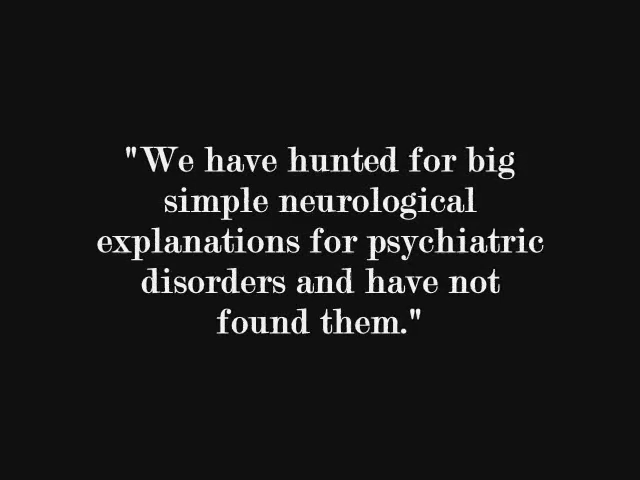 "We have hunted for big
simple neurological
explanations for psychiatric
disorders and have not
found them."